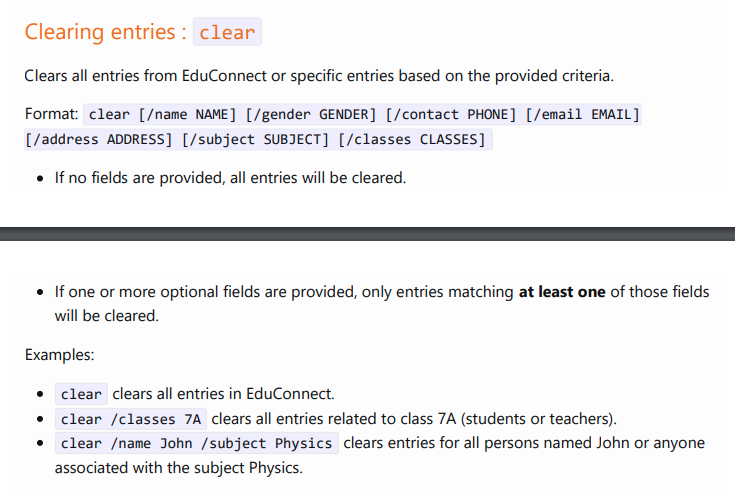 Clearing entries : clear
Clears all entries from EduConnect or specific entries based on the provided criteria.
Format: clear [/name NAME] [/gender GENDER] [/contact PHONE] [/email EMAIL]
[/address ADDRESS] [/subject SUBJECT] [/classes CLASSES]
• If no fields are provided, all entries will be cleared.
• If one or more optional fields are provided, only entries matching at least one of those fields
will be cleared.
Examples:
• clear clears all entries in EduConnect.
• clear /classes 7A clears all entries related to class 7A (students or teachers).
• clear /name John /subject Physics clears entries for all persons named John or anyone
associated with the subject Physics.